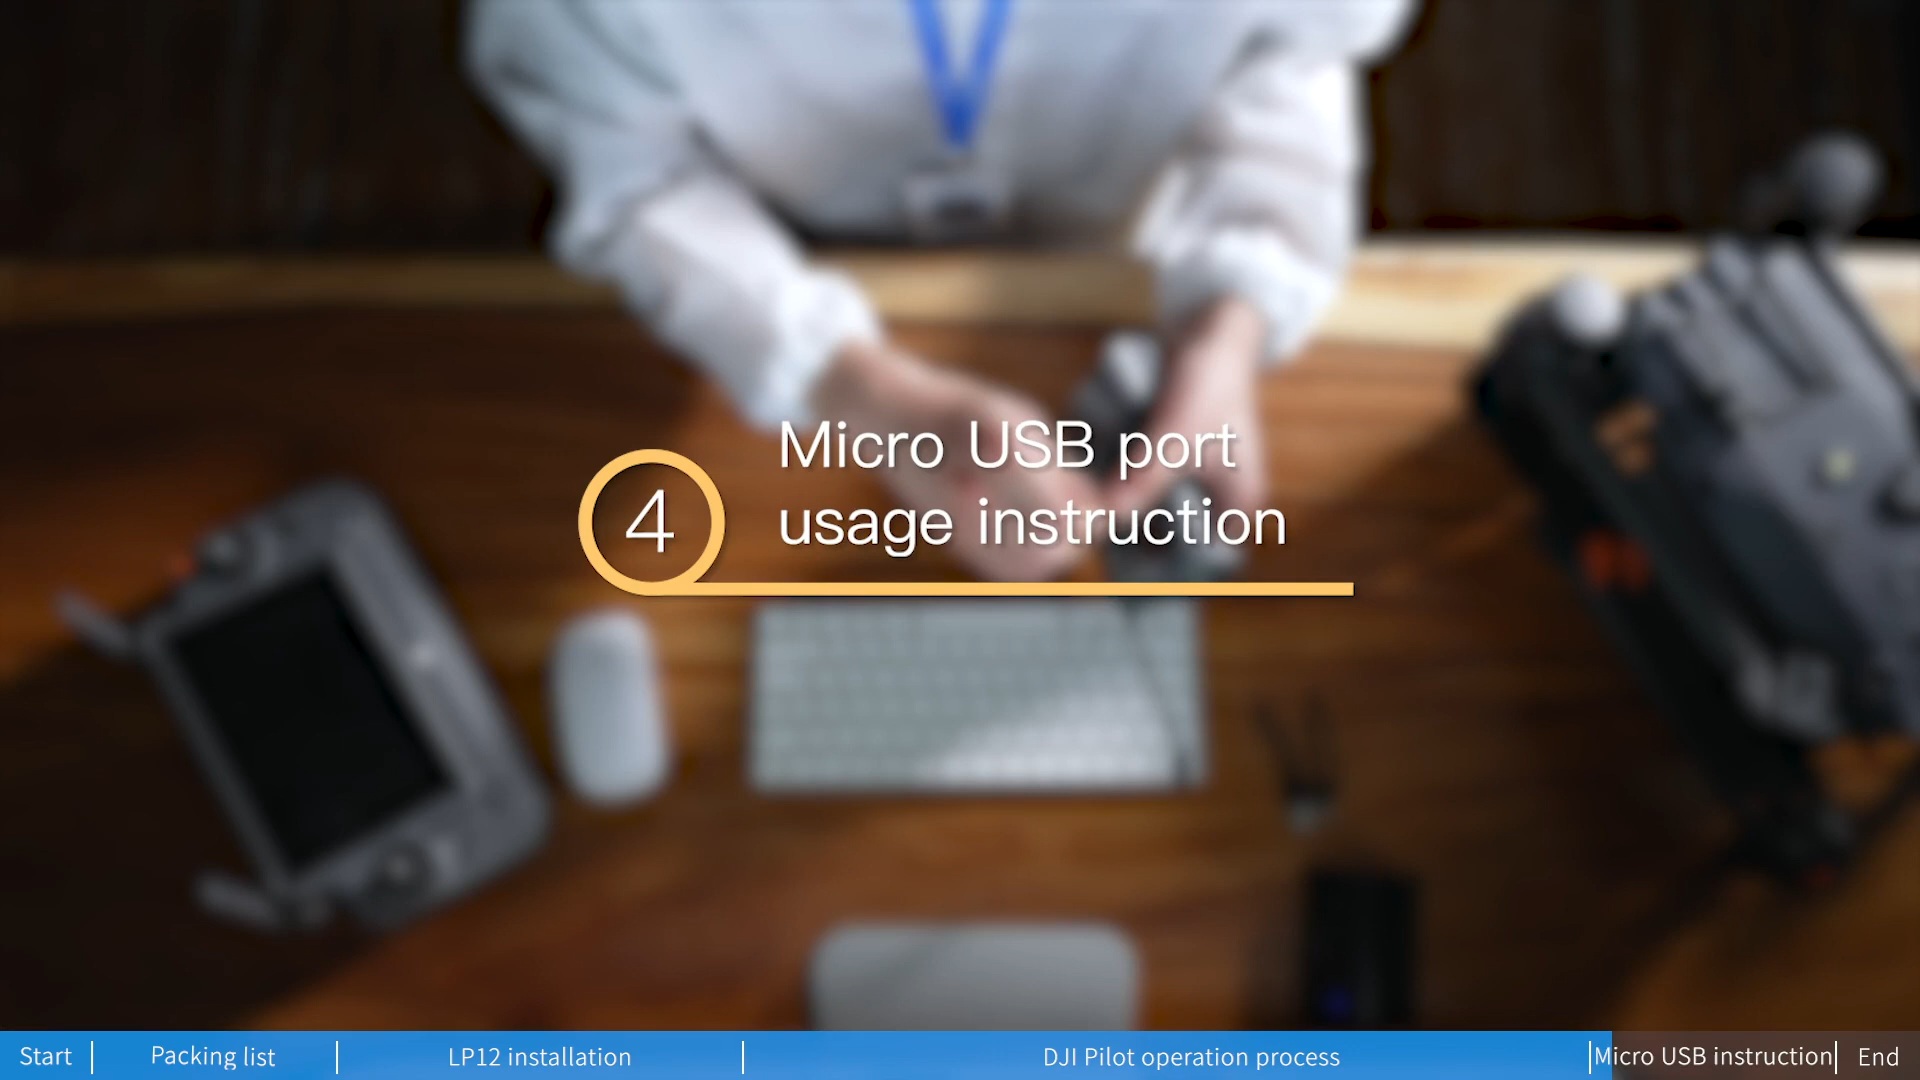 4
Micro USB port
usage instruction
Start
Packing list
LP12 installation
DJI Pilot operation process
Micro USB instruction
End